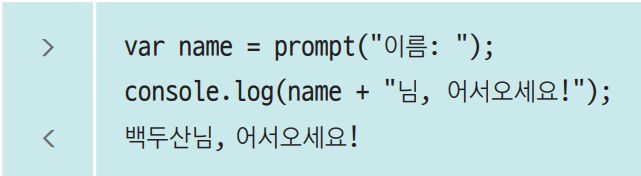 > var name = prompt("이름: ");
console.log(name + "님, 어서오세요!");
< 백두산님, 어서오세요!